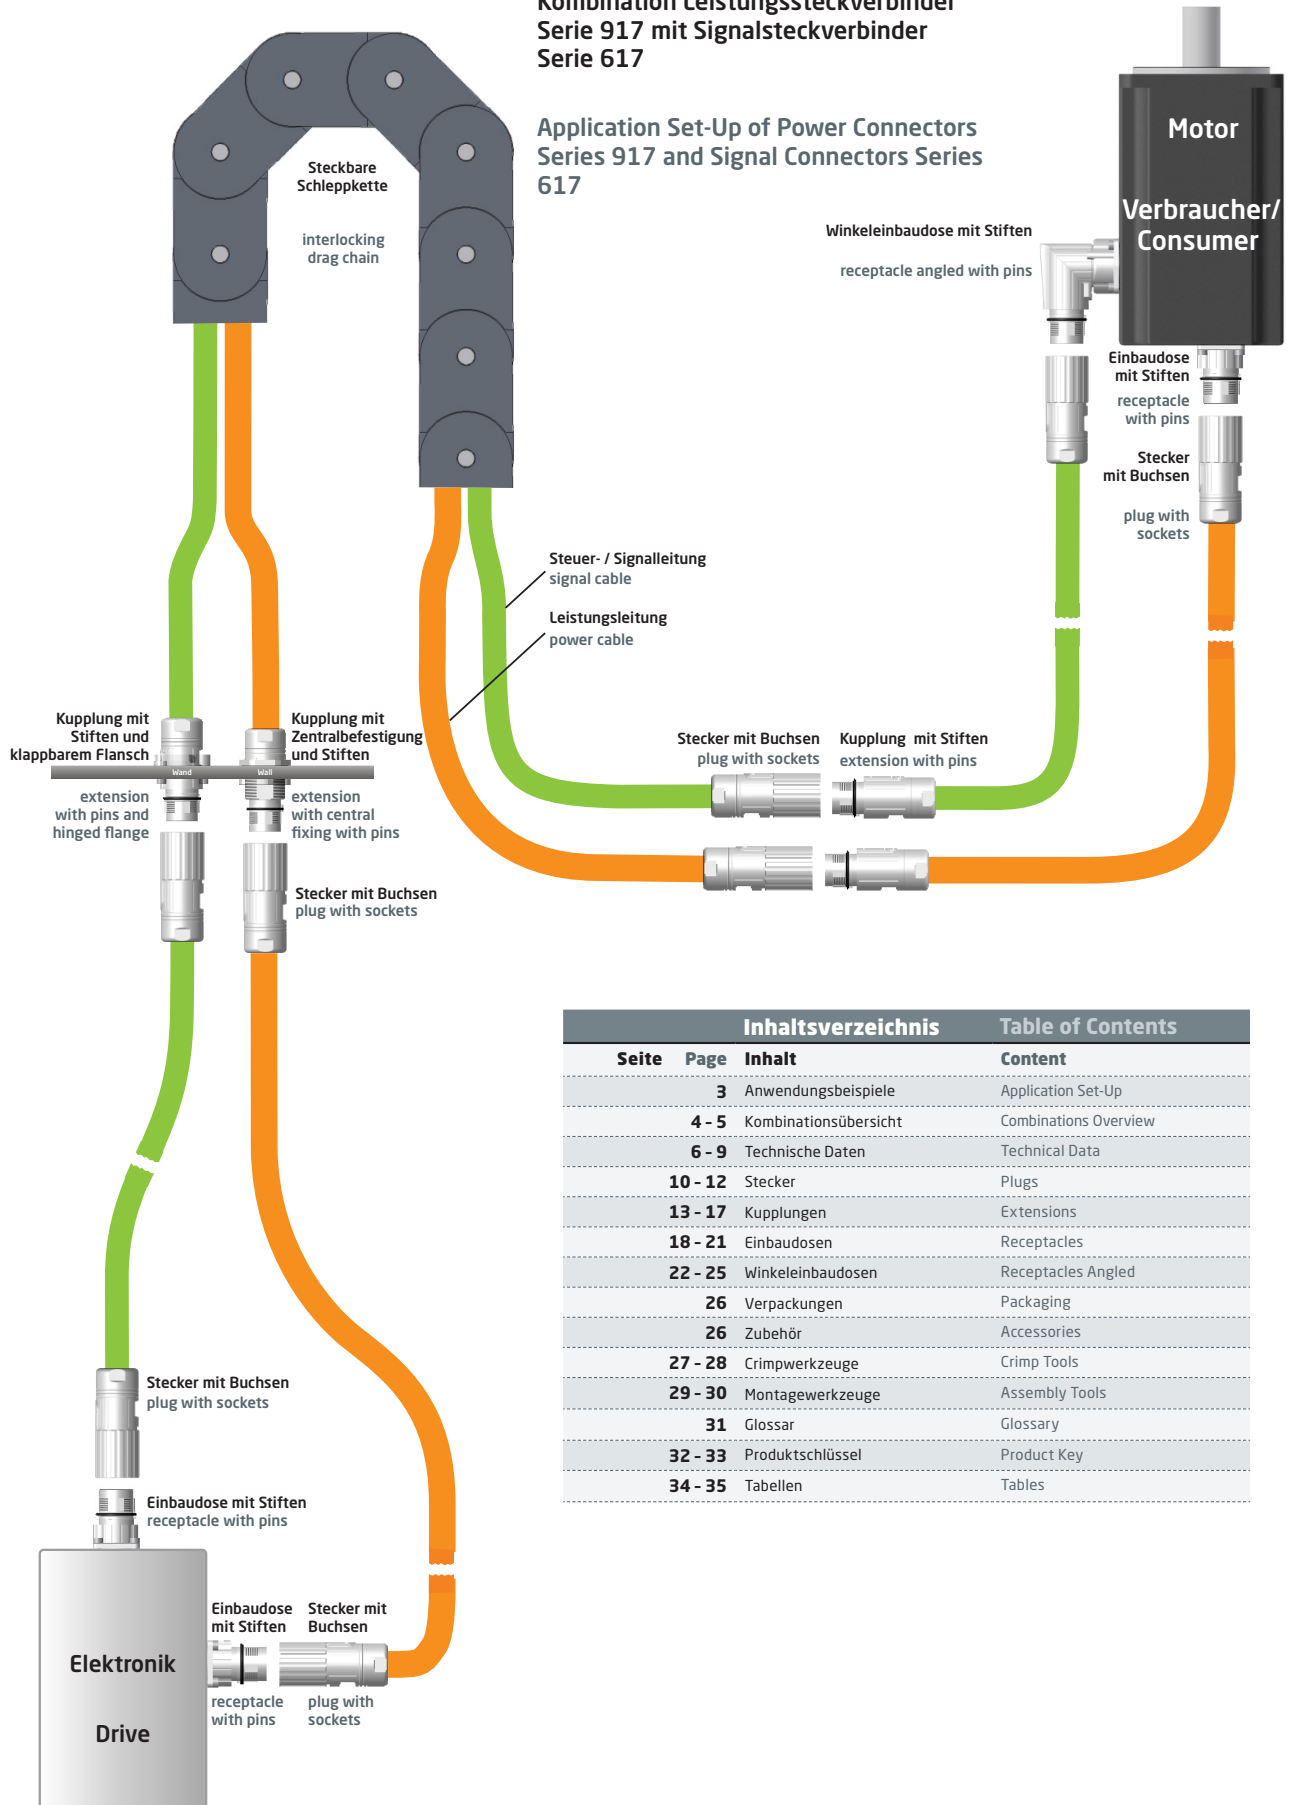 Kombination Leistungssteckverbinder
Serie 917 mit Signalsteckverbinder
Serie 617
Application Set-Up of Power Connectors
Series 917 and Signal Connectors Series
617
Motor
Verbraucher/
Consumer
Steckbare
Schleppkette
interlocking
drag chain
Winkeleinbaudose mit Stiften
receptacle angled with pins
Einbaudose
mit Stiften
receptacle
with pins
Stecker
mit Buchsen
plug with
sockets
Steuer- / Signalleitung
signal cable
Leistungsleitung
power cable
Kupplung mit
Stiften und
klappbarem Flansch
Kupplung mit
Zentralbefestigung
und Stiften
Wand
Wall
extension
with pins and
hinged flange
extension
with central
fixing with pins
Stecker mit Buchsen
plug with sockets
Kupplung mit Stiften
extension with pins
Stecker mit Buchsen
plug with sockets
Inhaltsverzeichnis Table of Contents
Seite Page Inhalt Content
3 Anwendungsbeispiele Application Set-Up
4 – 5 Kombinationsübersicht Combinations Overview
6 – 9 Technische Daten Technical Data
10 – 12 Stecker Plugs
13 – 17 Kupplungen Extensions
18 – 21 Einbaudosen Receptacles
22 – 25 Winkeleinbaudosen Receptacles Angled
26 Verpackungen Packaging
26 Zubehör Accessories
27 – 28 Crimpwerkzeuge Crimp Tools
29 – 30 Montagewerkzeuge Assembly Tools
31 Glossar Glossary
32 – 33 Produktschlüssel Product Key
34 – 35 Tabellen Tables
Stecker mit Buchsen
plug with sockets
Einbaudose mit Stiften
receptacle with pins
Einbaudose
mit Stiften
Stecker mit
Buchsen
receptacle
with pins
plug with
sockets
Elektronik
Drive